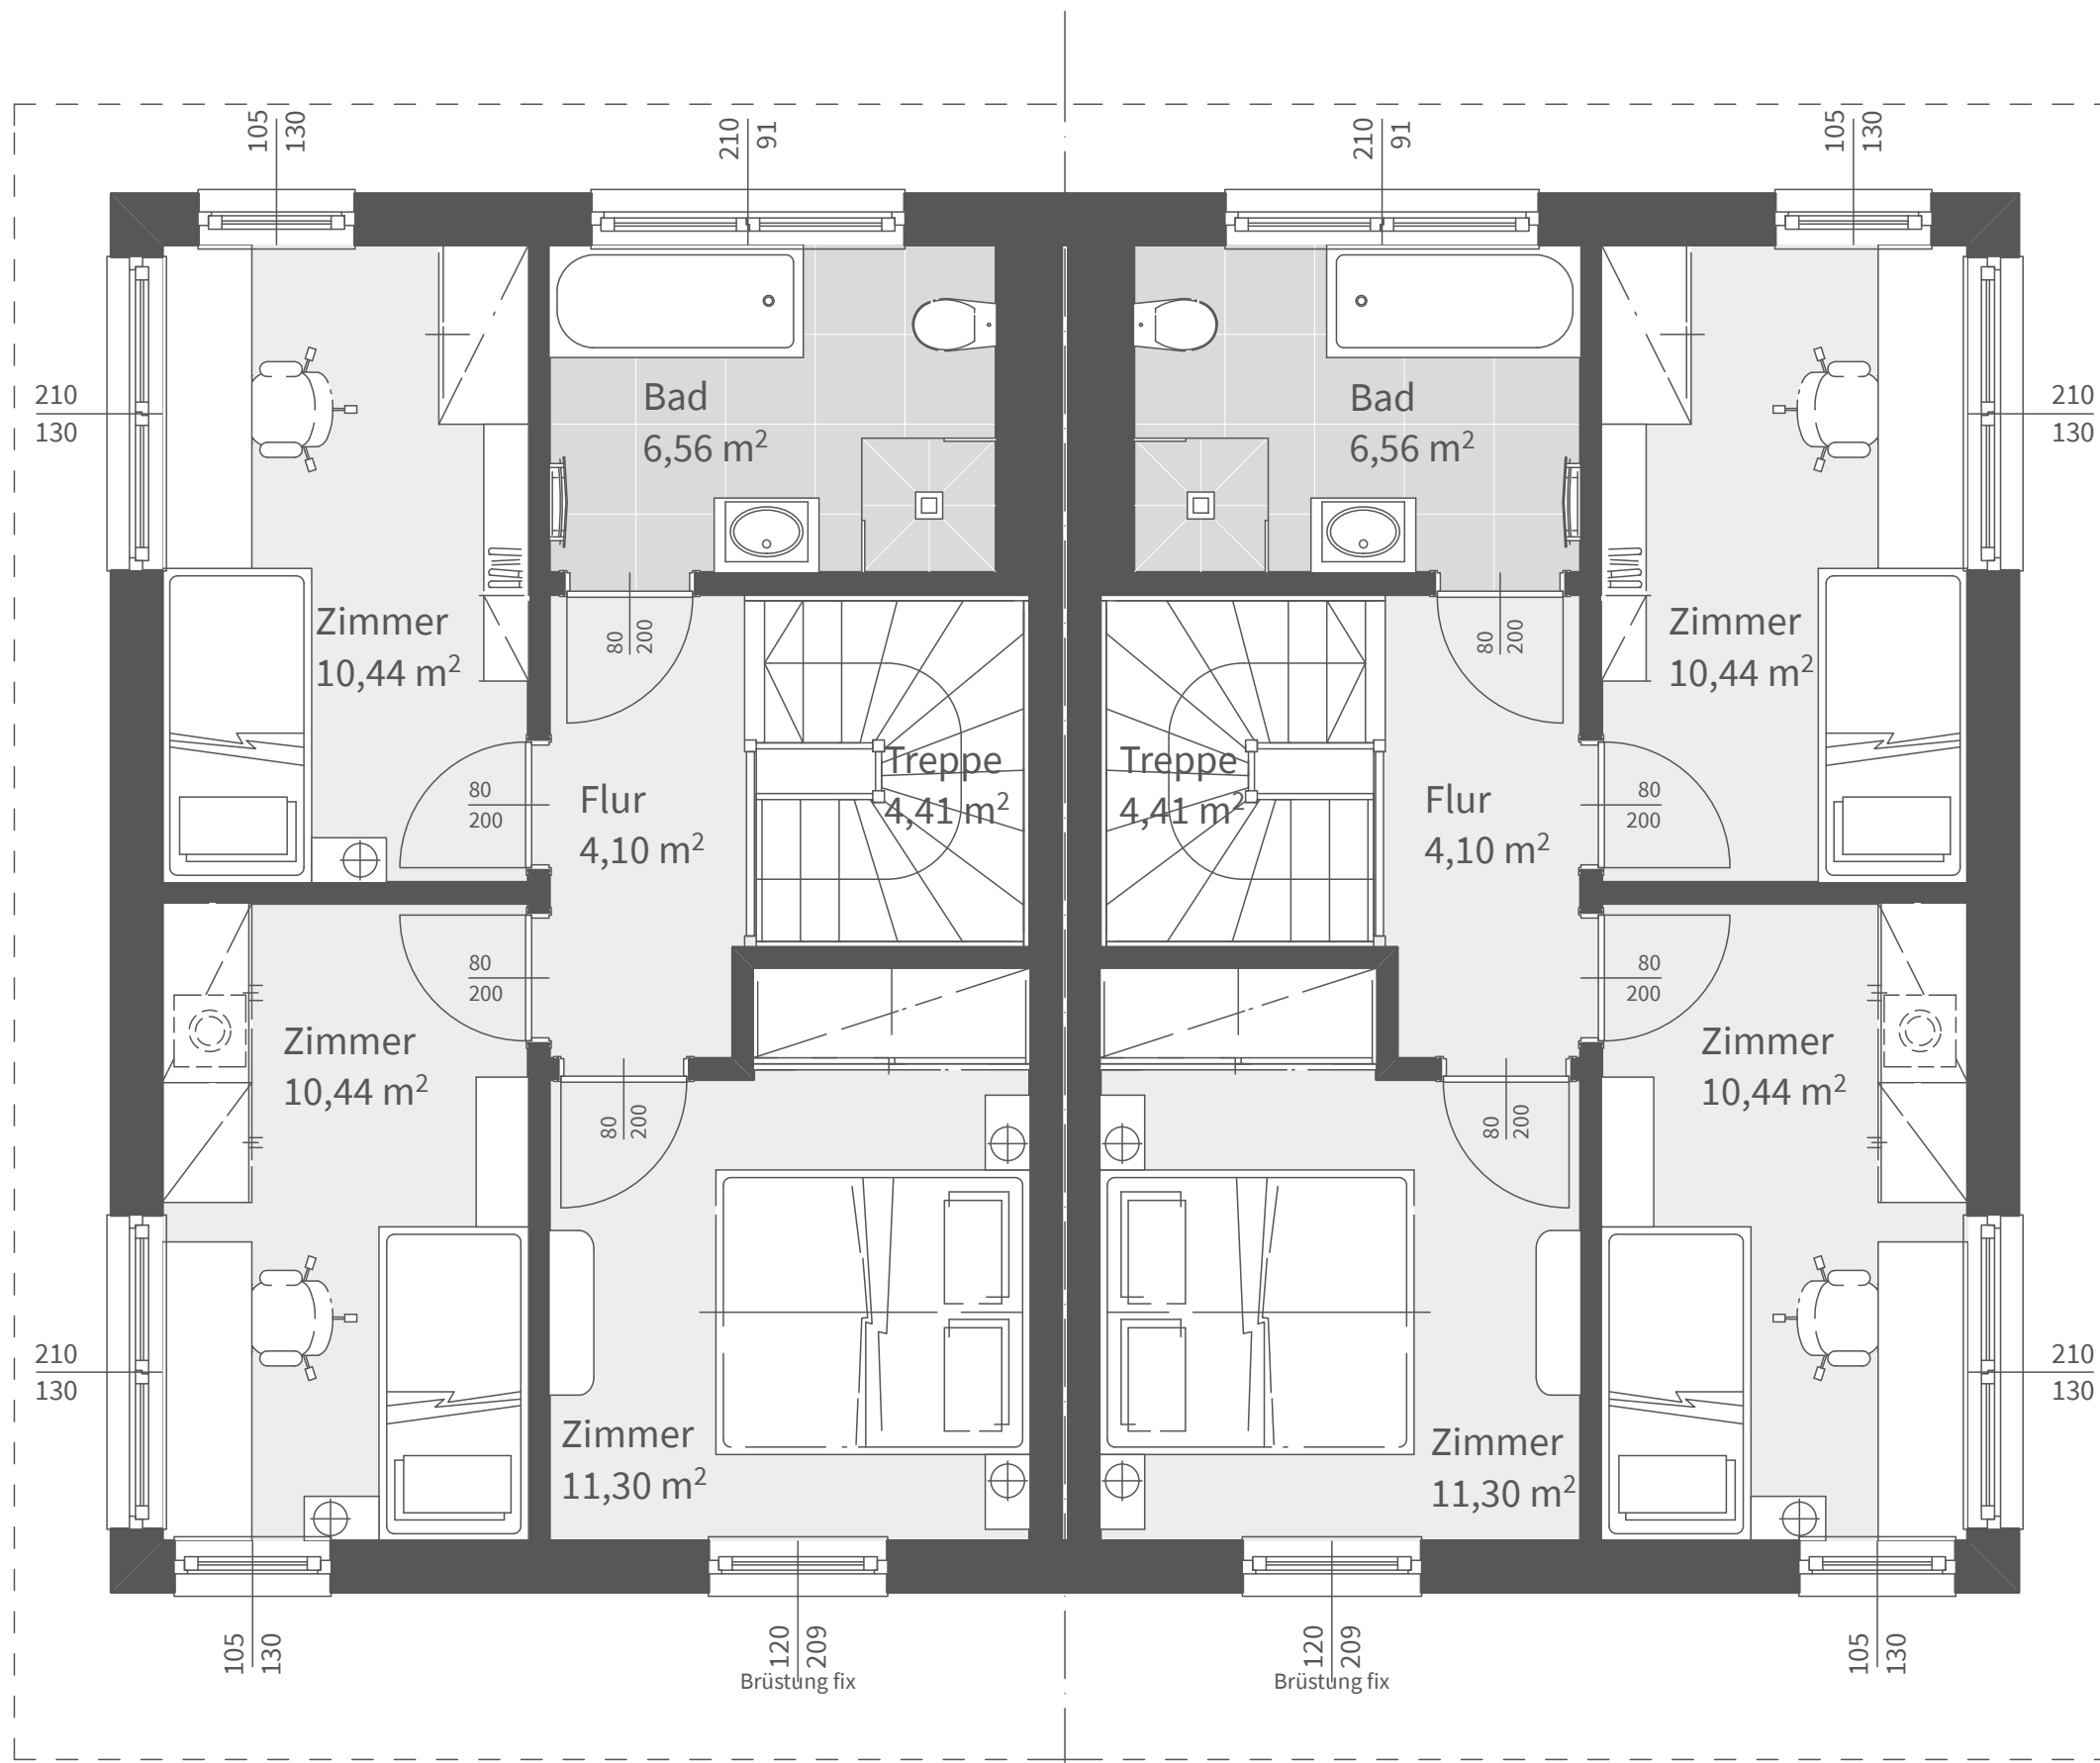 105
130
210
91
210
91
105
130
210
130
Bad
6,56 m²
Bad
6,56 m²
210
130
Zimmer
10,44 m²
80
200
80
200
Zimmer
10,44 m²
80
200
Flur
4,10 m²
Treppe
4,41 m²
Treppe
4,41 m²
Flur
4,10 m²
80
200
80
200
80
200
Zimmer
10,44 m²
80
200
80
200
Zimmer
10,44 m²
210
130
Zimmer
11,30 m²
Zimmer
11,30 m²
210
130
105
130
120
209
Brüstung fix
120
209
Brüstung fix
105
130